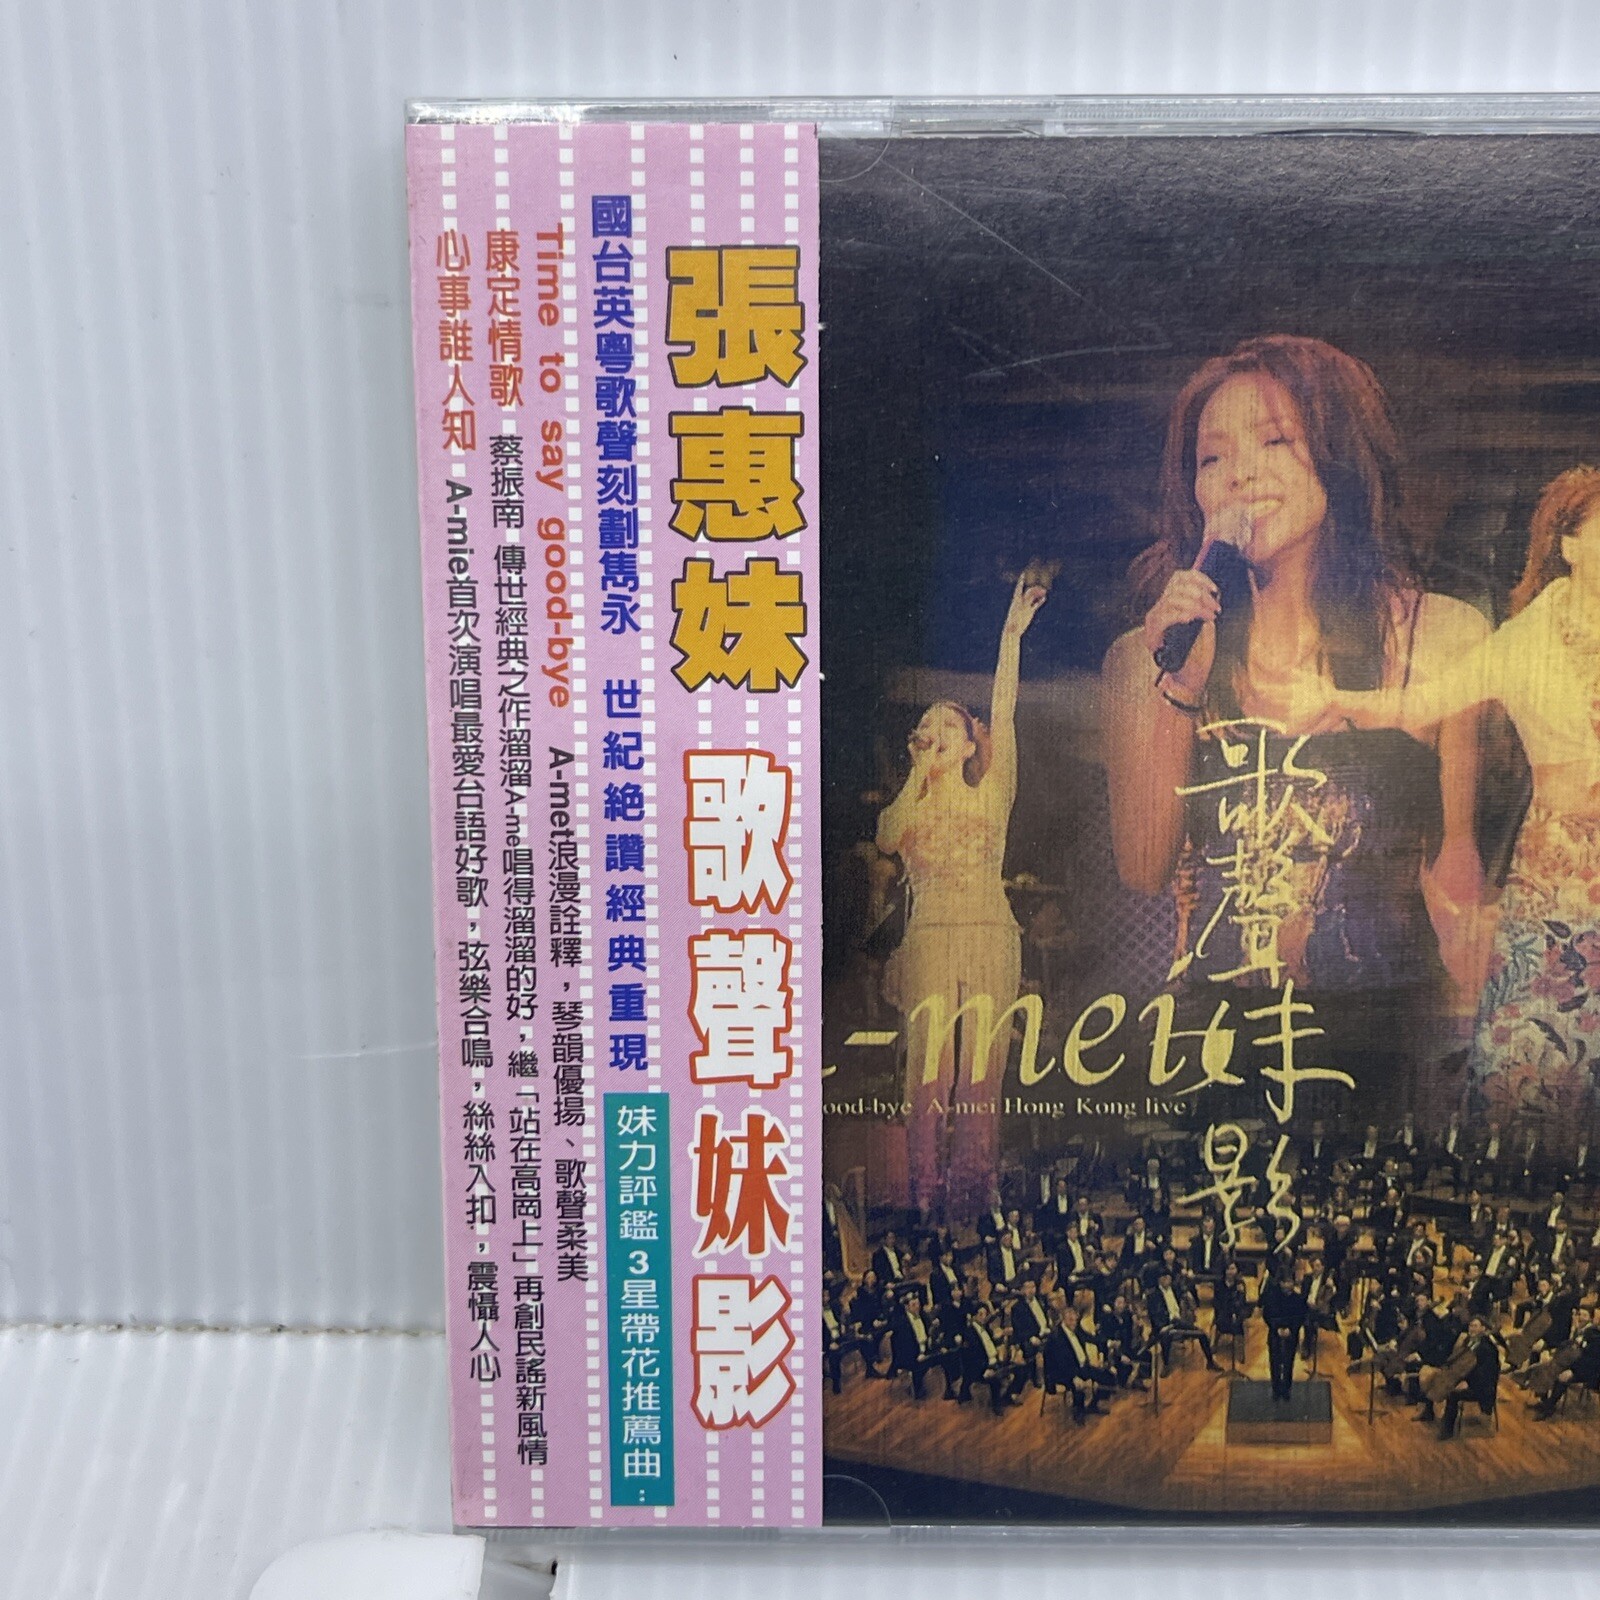 張惠妹 歌聲妹影
國台英粵歌聲刻劃雋永 世紀絕讚經典重現
妹力評鑑3星帶花推薦曲：
Time to say good-bye A-met浪漫詮釋，琴韻優揚、歌聲柔美
康定情歌 蔡振南 傳世經典之作溜溜A-me唱得溜溜的好，繼「站在高崗上」再創民謠新風情
心事誰人知 A-mie首次演唱最愛台語好歌，弦樂合鳴，絲絲入扣，震懾人心
歌聲妹影
-mei
ood-bye A-mei Hong Kong live